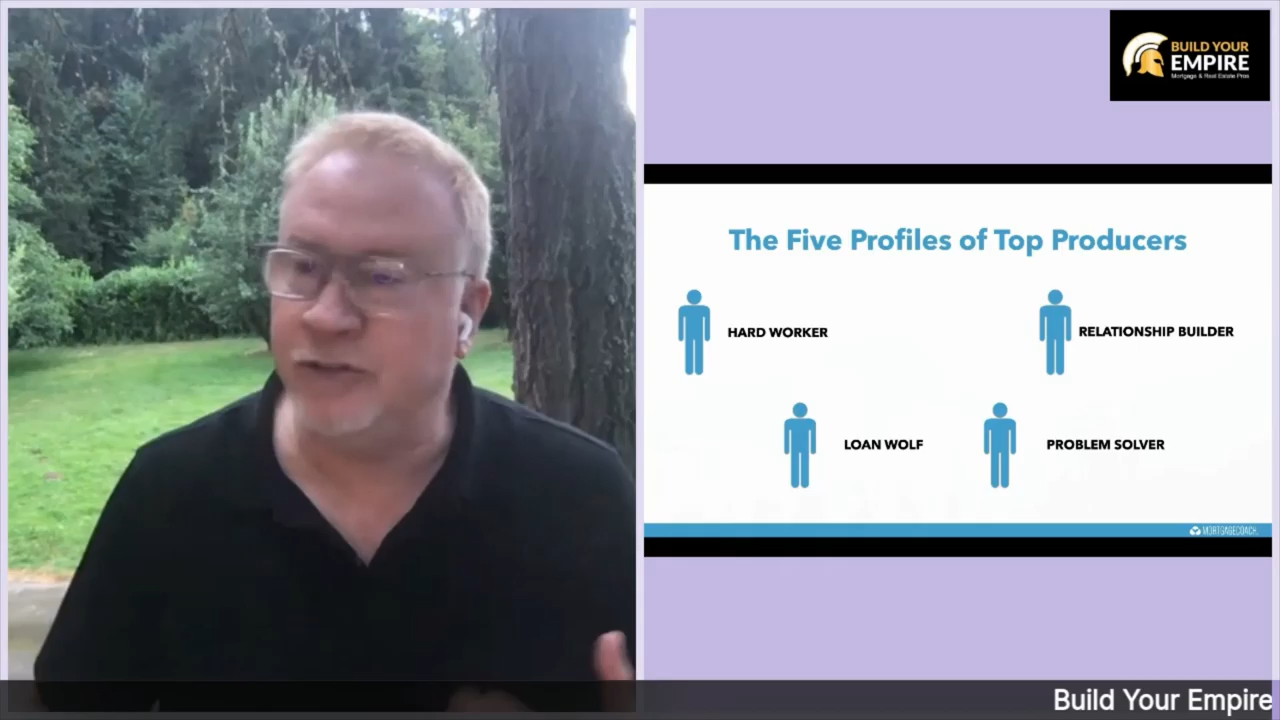 BUILD YOUR
EMPIRE
Mortgage & Real Estate Pros
The Five Profiles of Top Producers
HARD WORKER
RELATIONSHIP BUILDER
LOAN WOLF
PROBLEM SOLVER
MORTGAGECOACH
Build Your Empire